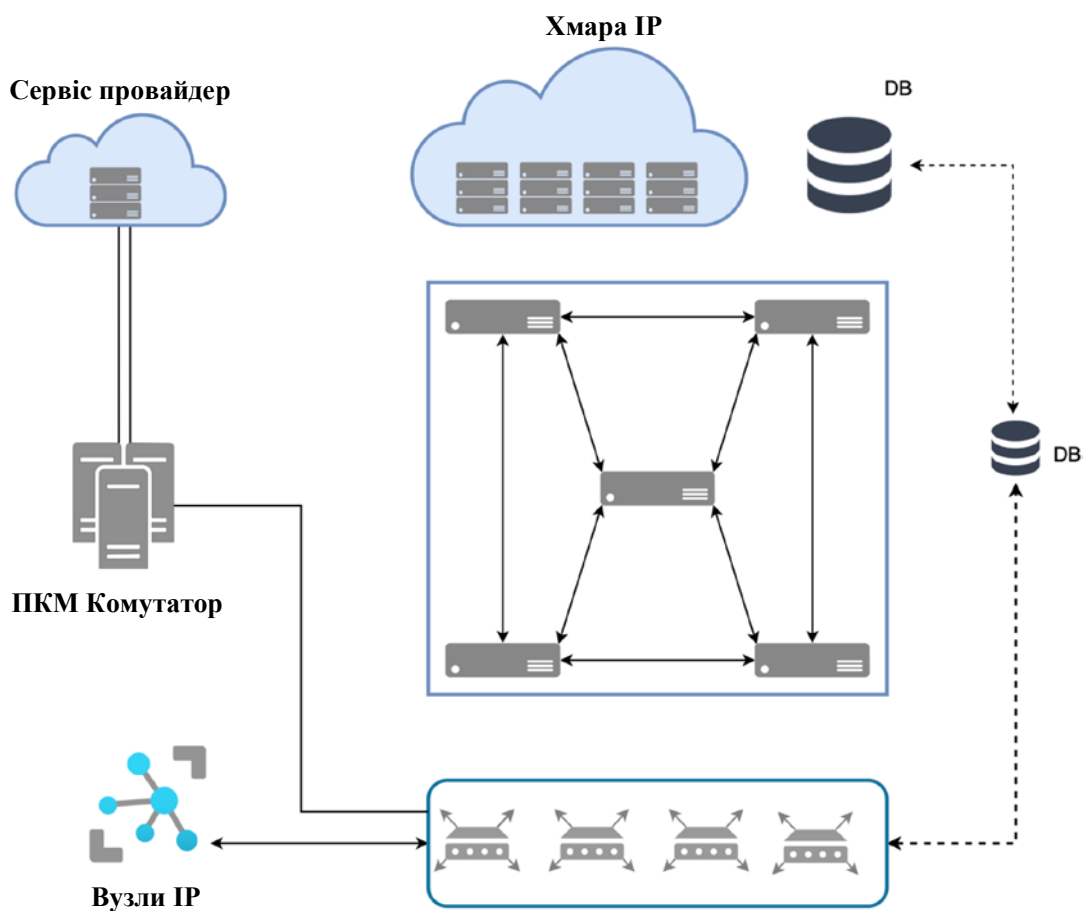 Хмара IP
Сервіс провайдер
DB
DB
ПКМ Комутатор
Вузли IP